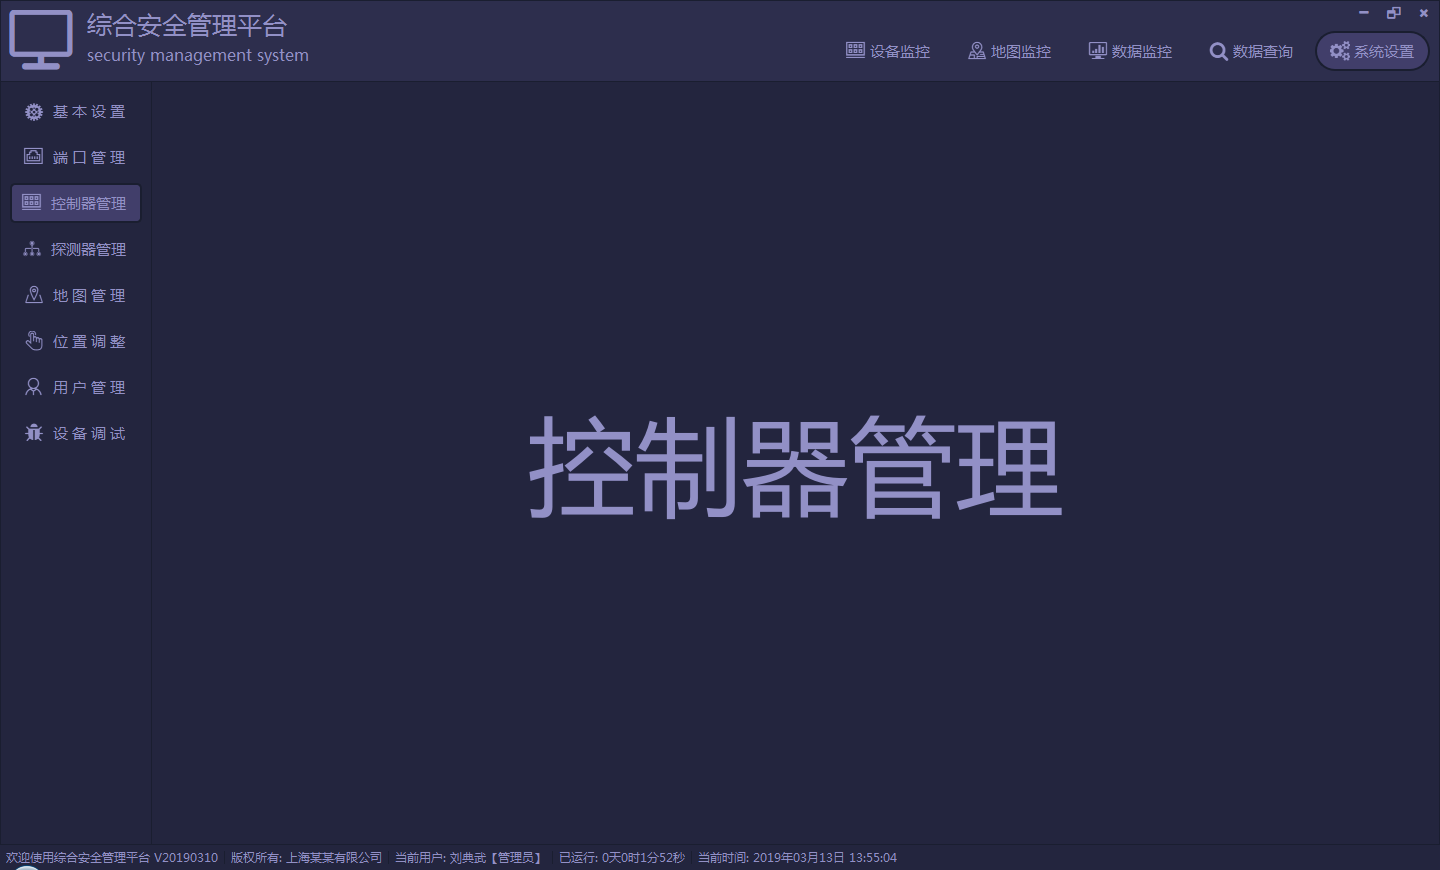 综合安全管理平台
security management system
设备监控 地图监控 数据监控 数据查询 系统设置
基本设置
端口管理
控制器管理
探测器管理
地图管理
位置调整
用户管理
设备调试
控制器管理
欢迎使用综合安全管理平台 V20190310 版权所有: 上海某某有限公司 当前用户: 刘典武【管理员】 已运行: 0天0时1分52秒 当前时间: 2019年03月13日 13:55:04